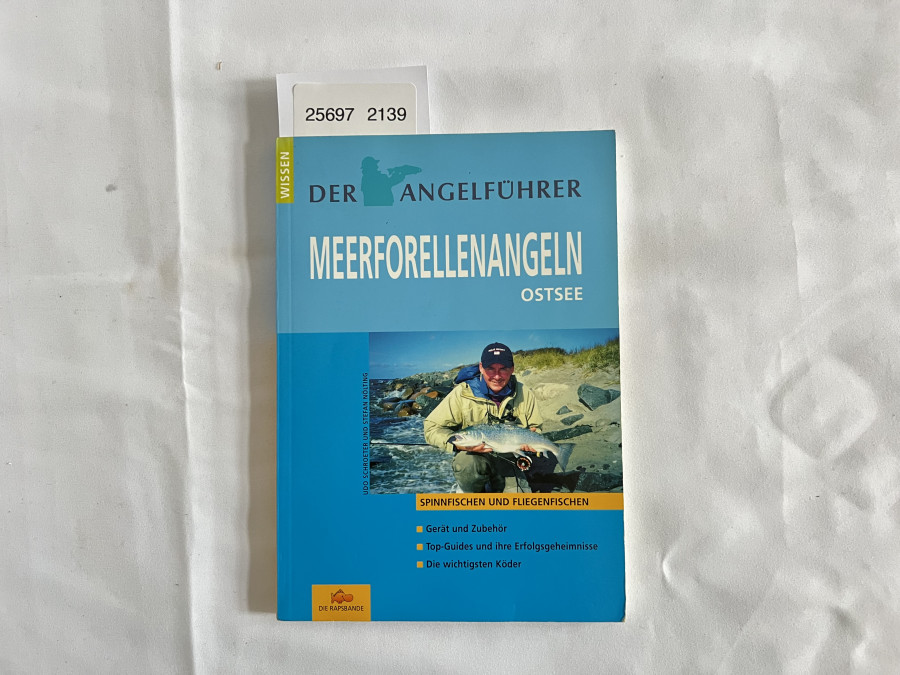 25697 2139
WISSEN
DER ANGELFÜHRER
MEERFORELLENANGELN
OSTSEE
UDO SCHROETER UND STEFAN NÖLTING
SPINNFISCHEN UND FLIEGENFISCHEN
Gerät und Zubehör
Top-Guides und ihre Erfolgsgeheimnisse
Die wichtigsten Köder
DIE RAPSBANDE